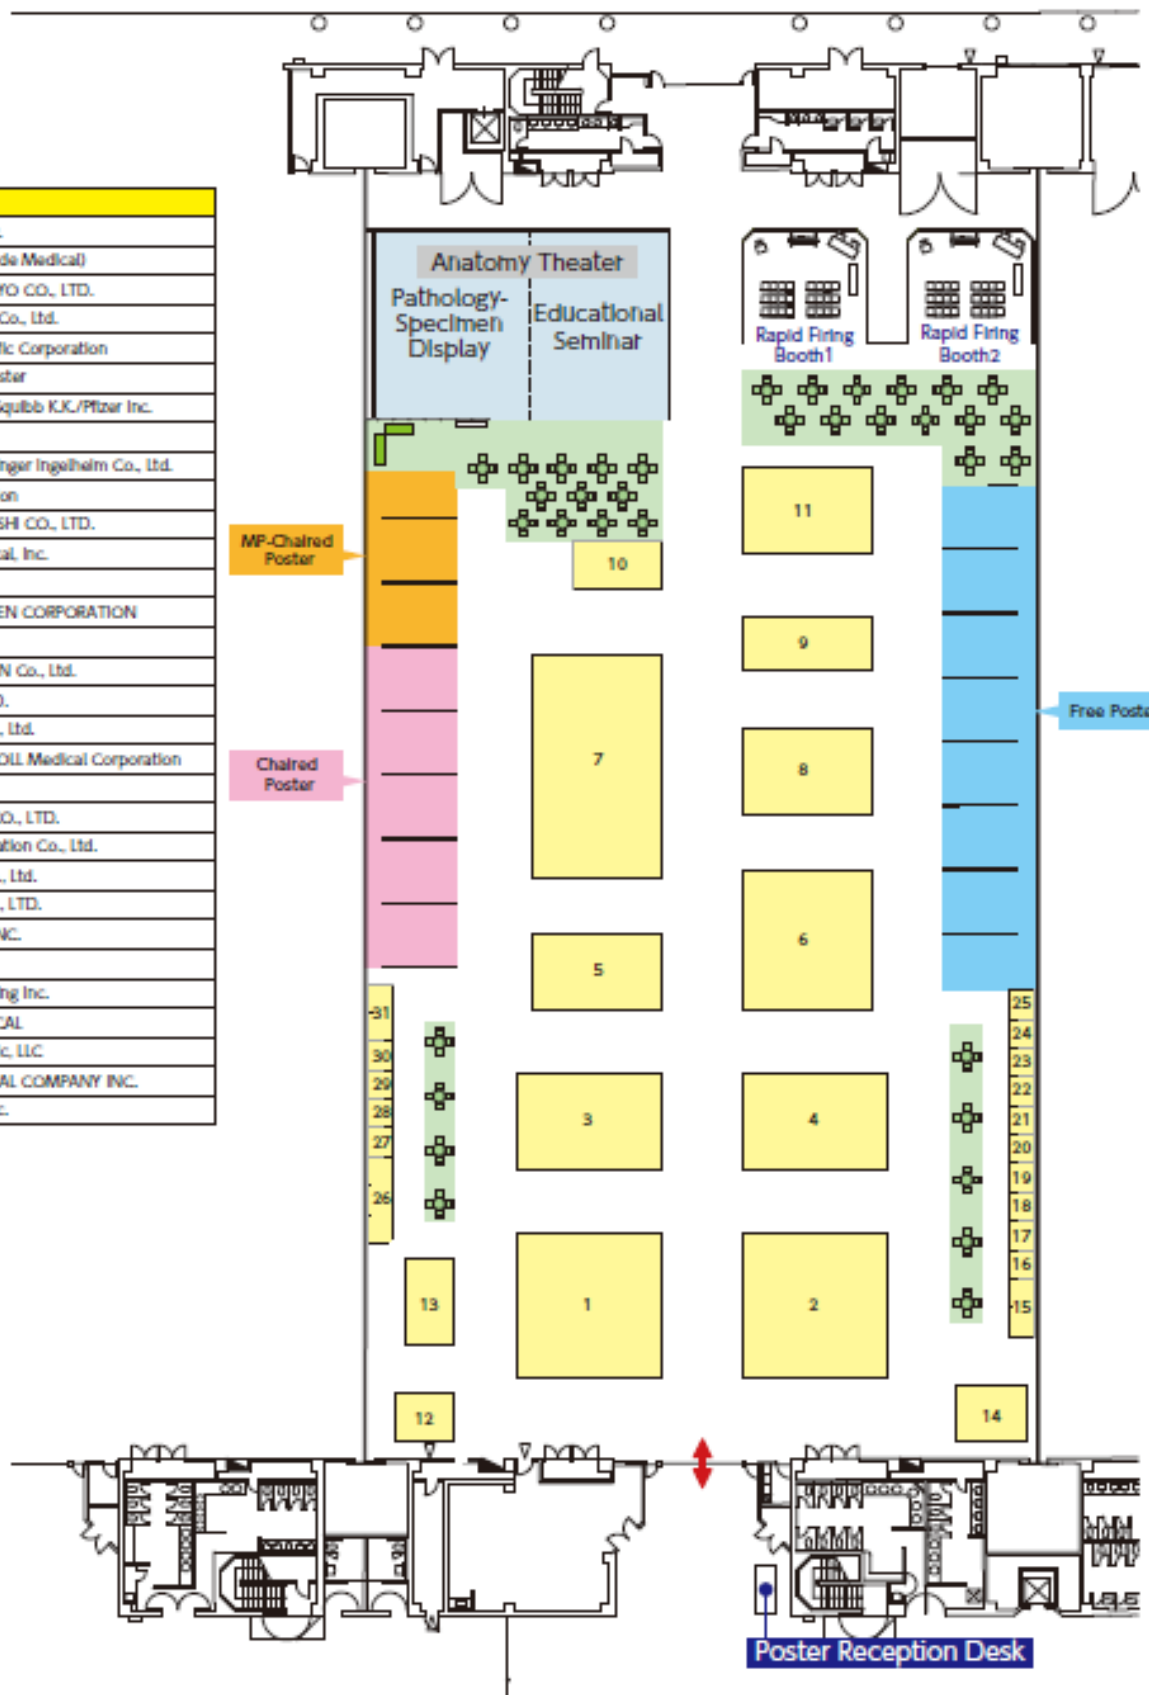 de Medical)
YO CO., LTD.
Co., Ltd.
fic Corporation
ster
Squibb K.K./Pfizer Inc.
nger Ingelheim Co., Ltd.
on
SHI CO., LTD.
cal, Inc.
EN CORPORATION
N Co., Ltd.
D.
, Ltd.
OLL Medical Corporation
CO., LTD.
ation Co., Ltd.
., Ltd.
, LTD.
NC.
ng Inc.
CAL
ic, LLC
AL COMPANY INC.
c.
Anatomy Theater
Pathology-
Specimen
Display
Educational
Seminar
Rapid Firing
Booth1
Rapid Firing
Booth2
MP-Chaired
Poster
Chaired
Poster
Free Poste
11
10
9
7
8
6
5
3
4
1
2
31
30
29
28
27
26
13
12
25
24
23
22
21
20
19
18
17
16
15
14
Poster Reception Desk